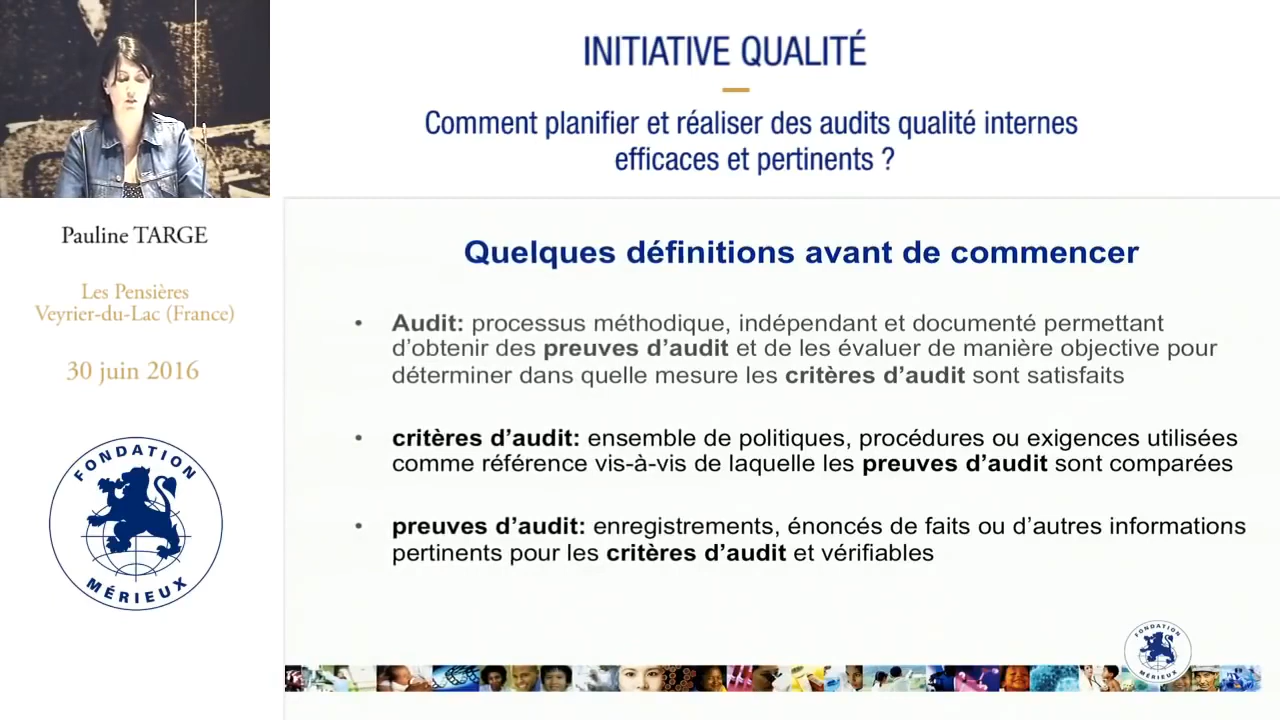 INITIATIVE QUALITÉ
Comment planifier et réaliser des audits qualité internes
efficaces et pertinents ?
Pauline TARGE
Les Pensières
Veyrier-du-Lac (France)
30 juin 2016
FONDATION
MÉRIEUX
Quelques définitions avant de commencer
• Audit: processus méthodique, indépendant et documenté permettant
d’obtenir des preuves d’audit et de les évaluer de manière objective pour
déterminer dans quelle mesure les critères d’audit sont satisfaits
• critères d’audit: ensemble de politiques, procédures ou exigences utilisées
comme référence vis-à-vis de laquelle les preuves d’audit sont comparées
• preuves d’audit: enregistrements, énoncés de faits ou d’autres informations
pertinents pour les critères d’audit et vérifiables
FONDATION
MÉRIEUX